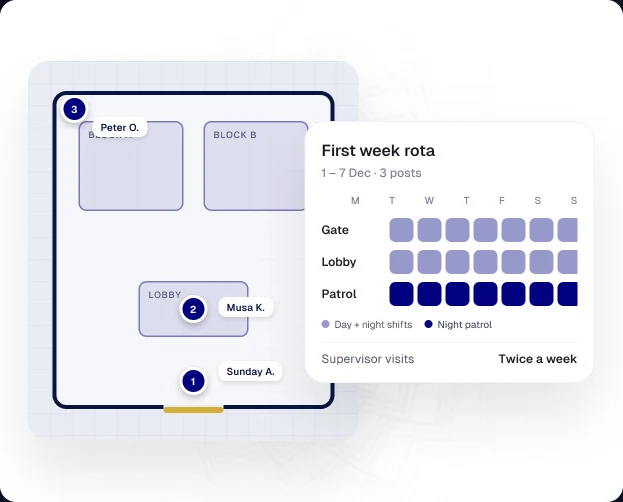 3
Peter O.
BLOCK B
LOBBY
2
Musa K.
1
Sunday A.
First week rota
1 – 7 Dec · 3 posts
M T W T F S S
Gate
Lobby
Patrol
Day + night shifts
Night patrol
Supervisor visits
Twice a week